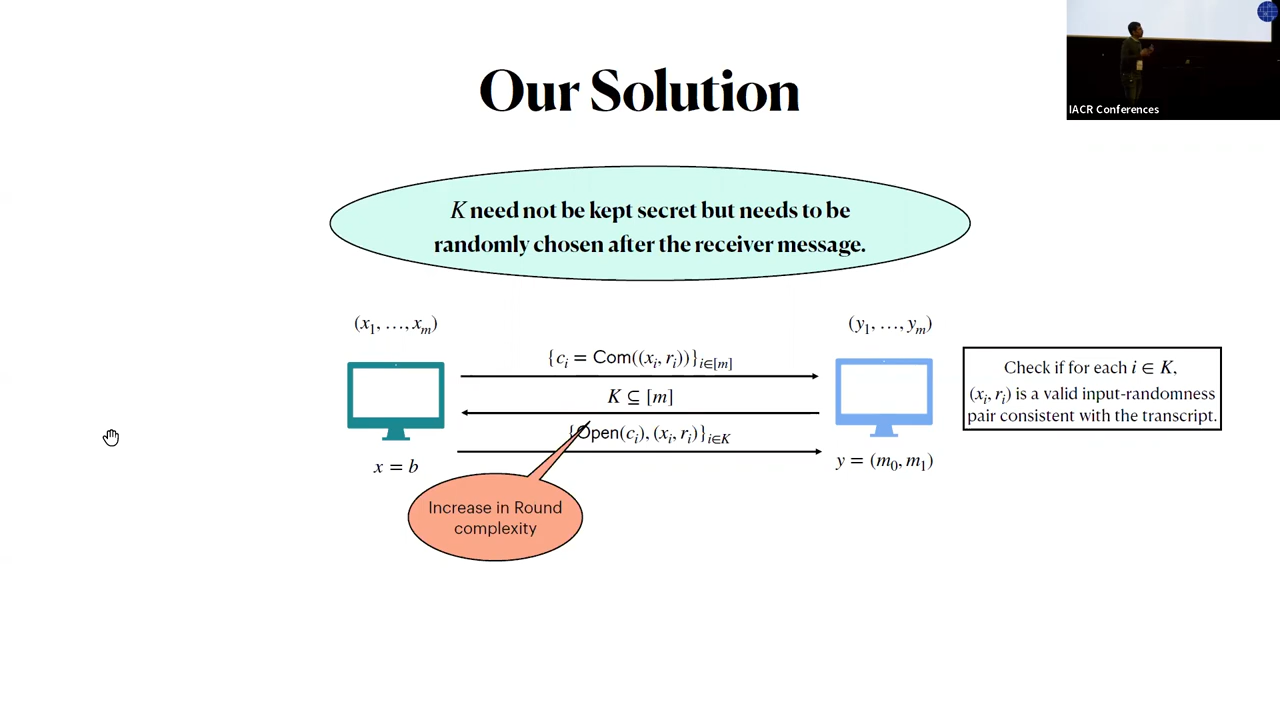 IACR Conferences
Our Solution
K need not be kept secret but needs to be
randomly chosen after the receiver message.
(x₁, …, xₘ)
(y₁, …, yₘ)
{cᵢ = Com((xᵢ, rᵢ))}ᵢ∈[ₘ]
K ⊆ [m]
{Open(cᵢ), (xᵢ, rᵢ)}ᵢ∈K
x = b
y = (m₀, m₁)
Check if for each i ∈ K,
(xᵢ, rᵢ) is a valid input-randomness
pair consistent with the transcript.
Increase in Round
complexity